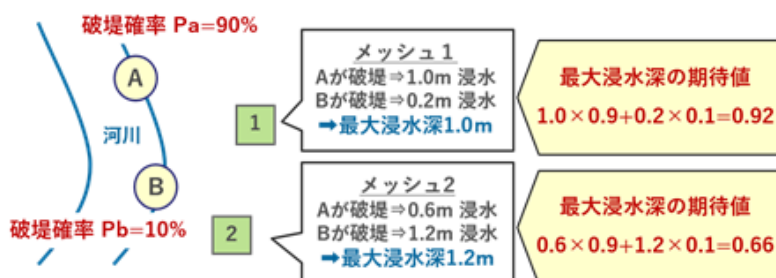 破堤確率 Pa=90%
A
河川
B
破堤確率 Pb=10%
1
メッシュ1
Aが破堤⇒1.0m 浸水
Bが破堤⇒0.2m 浸水
➡最大浸水深1.0m
最大浸水深の期待値
1.0×0.9+0.2×0.1=0.92
2
メッシュ2
Aが破堤⇒0.6m 浸水
Bが破堤⇒1.2m 浸水
➡最大浸水深1.2m
最大浸水深の期待値
0.6×0.9+1.2×0.1=0.66